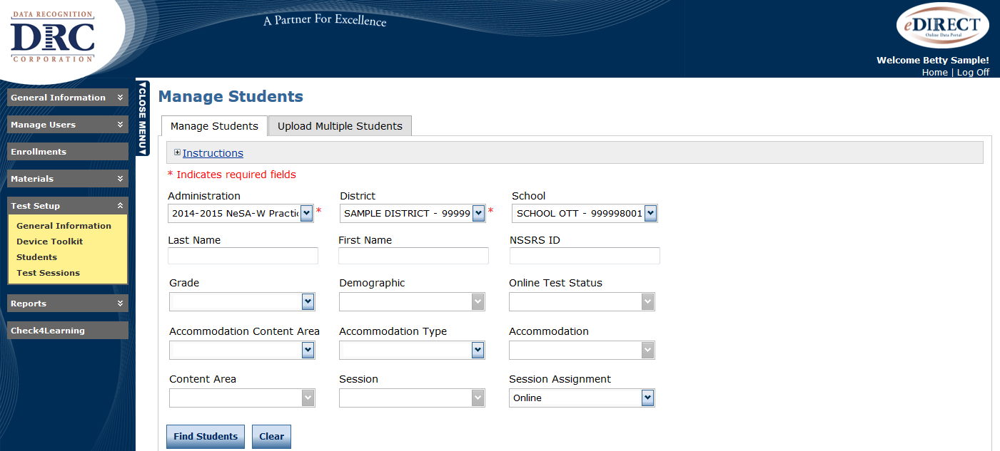 DATA RECOGNITION
DRC
CORPORATION
A Partner For Excellence
eDIRECT
Online Data Portal
Welcome Betty Sample!
Home | Log Off
General Information
Manage Users
Enrollments
Materials
Test Setup
General Information
Device Toolkit
Students
Test Sessions
Reports
Check4Learning
CLOSE MENU
Manage Students
Manage Students
Upload Multiple Students
Instructions
* Indicates required fields
Administration District School
2014-2015 NeSA-W Practic * SAMPLE DISTRICT - 99999 * SCHOOL OTT - 999998001
Last Name First Name NSSRS ID
Grade Demographic Online Test Status
Accommodation Content Area Accommodation Type Accommodation
Content Area Session Session Assignment
Online
Find Students Clear